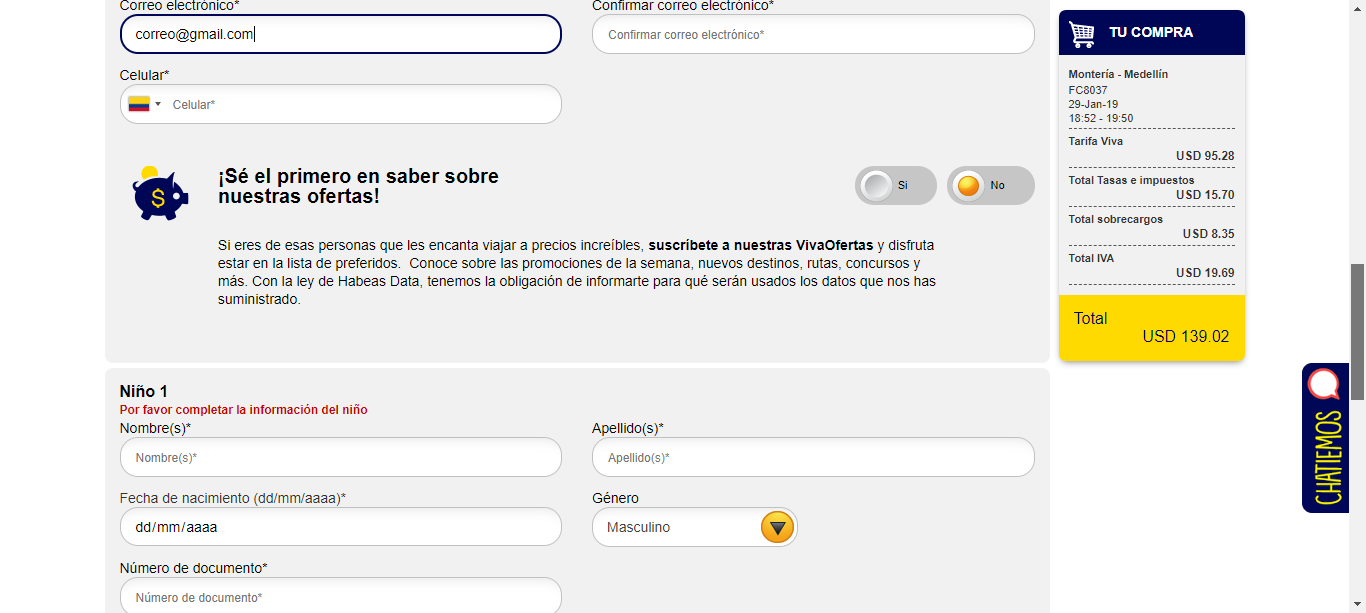 Correo electrónico*
Confirmar correo electrónico*
correo@gmail.com
Confirmar correo electrónico*
Celular*
Celular*
$
¡Sé el primero en saber sobre
nuestras ofertas!
Si
No
Si eres de esas personas que les encanta viajar a precios increíbles, suscríbete a nuestras VivaOfertas y disfruta
estar en la lista de preferidos. Conoce sobre las promociones de la semana, nuevos destinos, rutas, concursos y
más. Con la ley de Habeas Data, tenemos la obligación de informarte para qué serán usados los datos que nos has
suministrado.
Niño 1
Por favor completar la información del niño
Nombre(s)*
Apellido(s)*
Nombre(s)*
Apellido(s)*
Fecha de nacimiento (dd/mm/aaaa)*
Género
dd/mm/aaaa
Masculino
Número de documento*
Número de documento*
TU COMPRA
Montería - Medellín
FC8037
29-Jan-19
18:52 - 19:50
Tarifa Viva
USD 95.28
Total Tasas e impuestos
USD 15.70
Total sobrecargos
USD 8.35
Total IVA
USD 19.69
Total
USD 139.02
CHATIEMOS